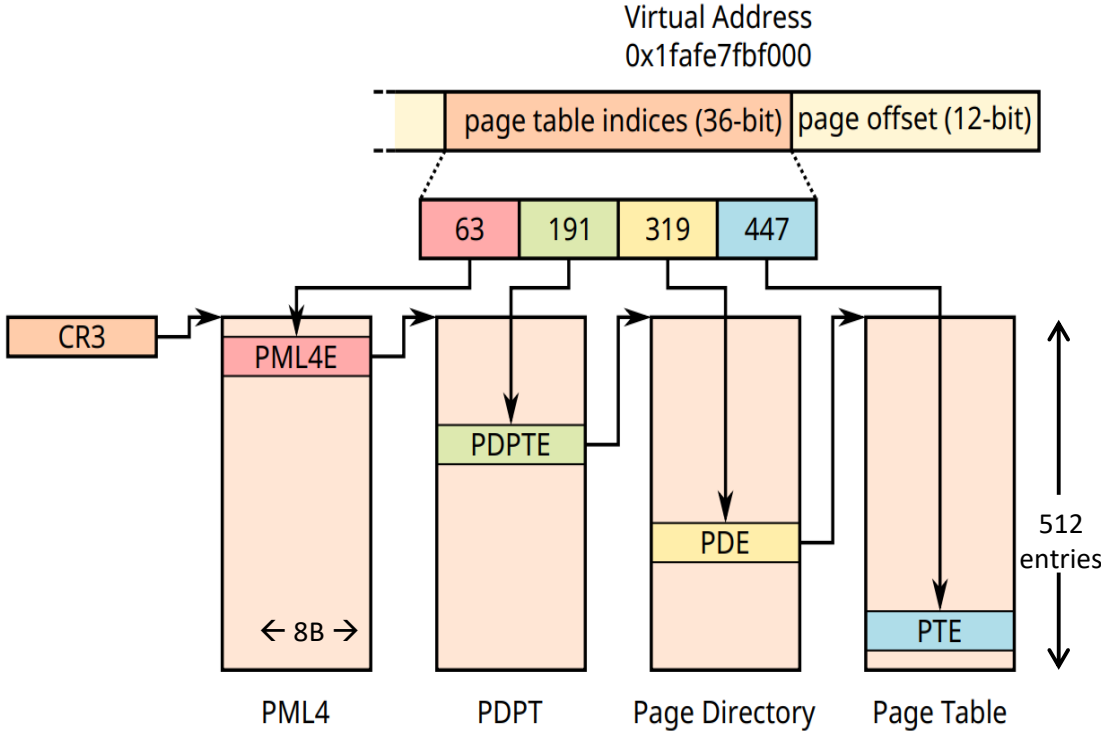 Virtual Address
0x1fafe7fbf000
page table indices (36-bit) page offset (12-bit)
63 191 319 447
CR3
PML4E
PDPTE
PDE
PTE
512
entries
← 8B →
PML4 PDPT Page Directory Page Table